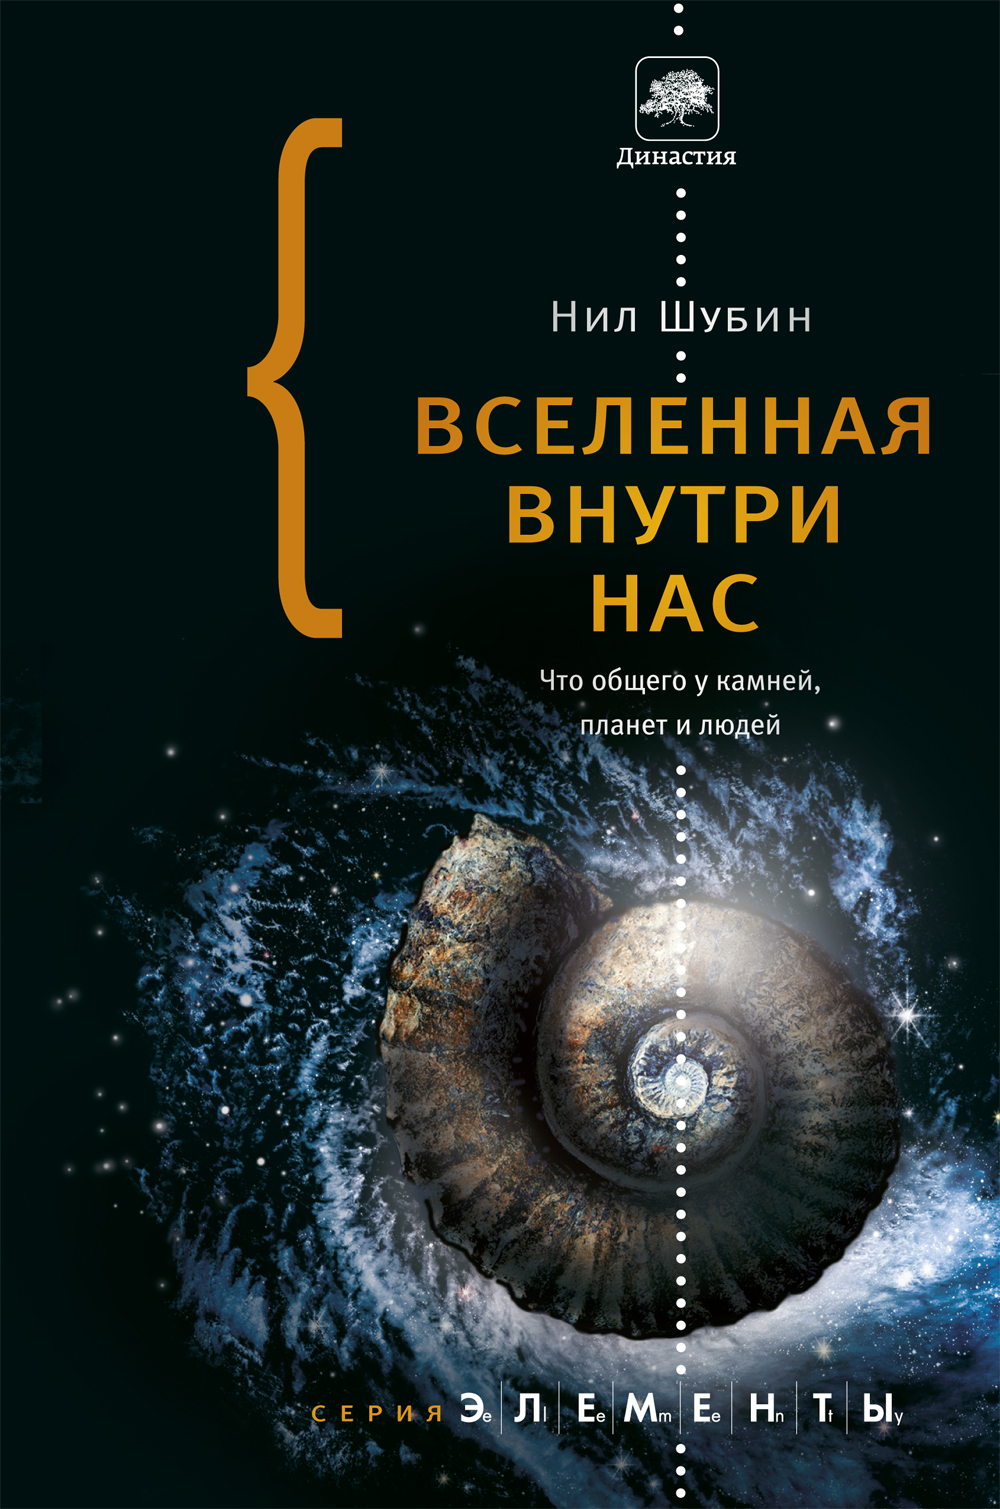 Династия
Нил Шубин
ВСЕЛЕННАЯ
ВНУТРИ
НАС
Что общего у камней,
планет и людей
СЕРИЯ Эe Лl Еe Мm Еe Нn Тt Ыy